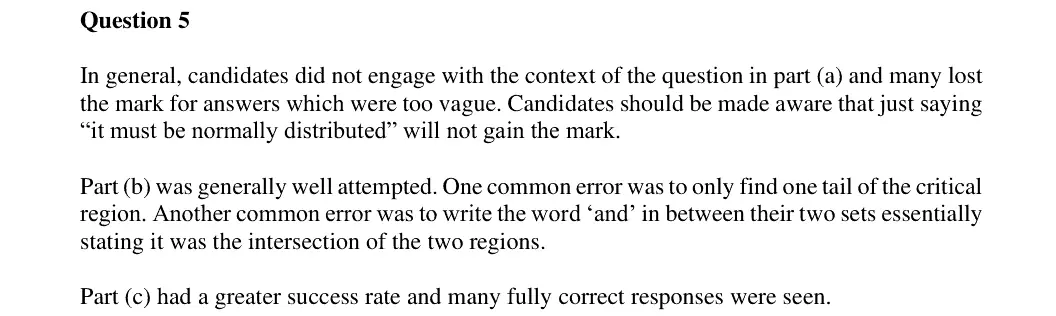 Question 5
In general, candidates did not engage with the context of the question in part (a) and many lost
the mark for answers which were too vague. Candidates should be made aware that just saying
“it must be normally distributed” will not gain the mark.
Part (b) was generally well attempted. One common error was to only find one tail of the critical
region. Another common error was to write the word ‘and’ in between their two sets essentially
stating it was the intersection of the two regions.
Part (c) had a greater success rate and many fully correct responses were seen.